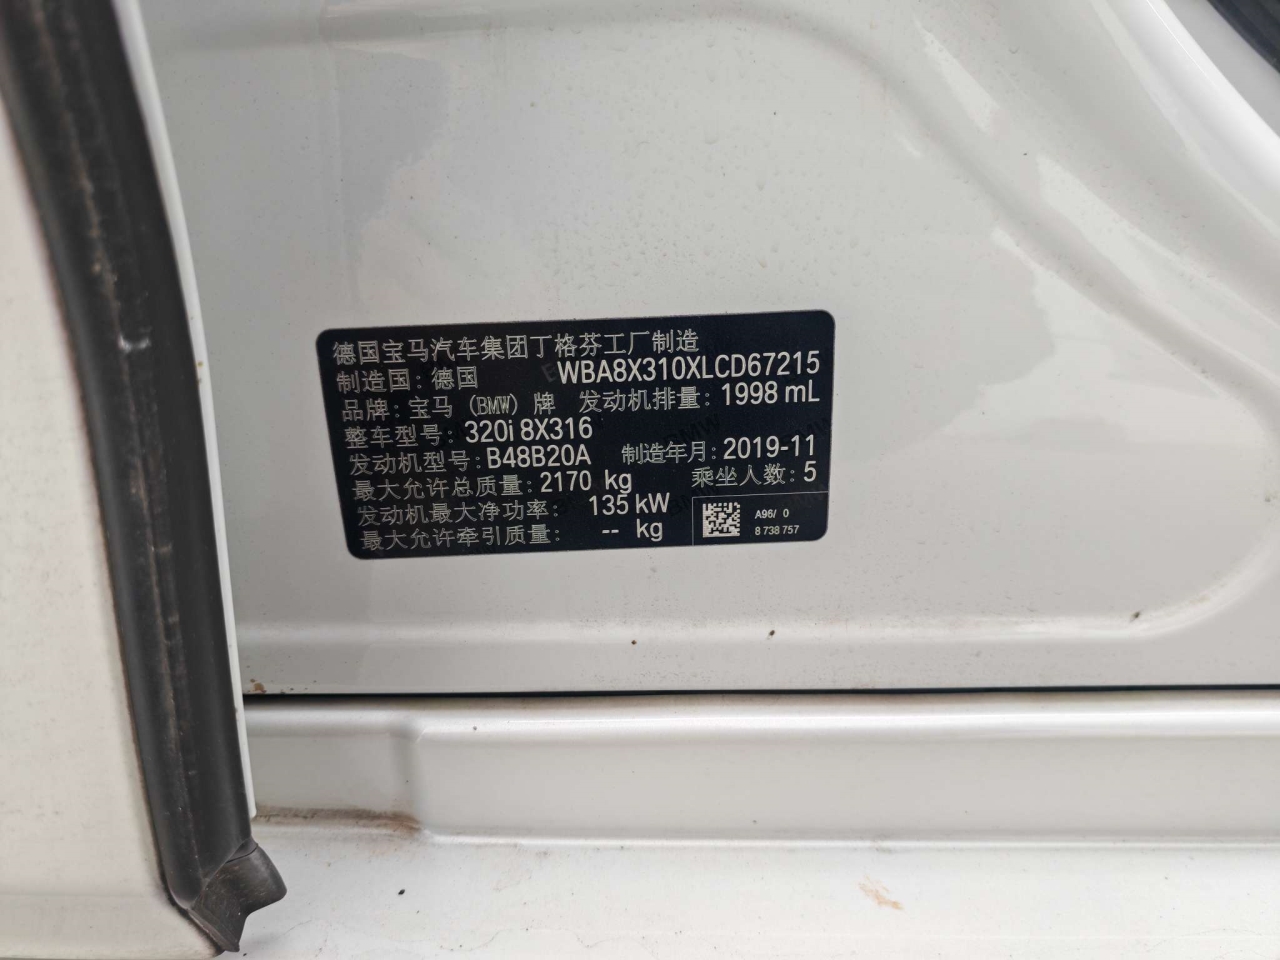 德国宝马汽车集团丁格芬工厂制造
制造国：德国 WBA8X310XLCD67215
品牌：宝马（BMW）牌 发动机排量：1998 mL
整车型号：320i 8X316
发动机型号：B48B20A 制造年月：2019-11
最大允许总质量：2170 kg 乘坐人数：5
发动机最大净功率： 135 kW
最大允许牵引质量： -- kg
A96/ 0
8 738 757